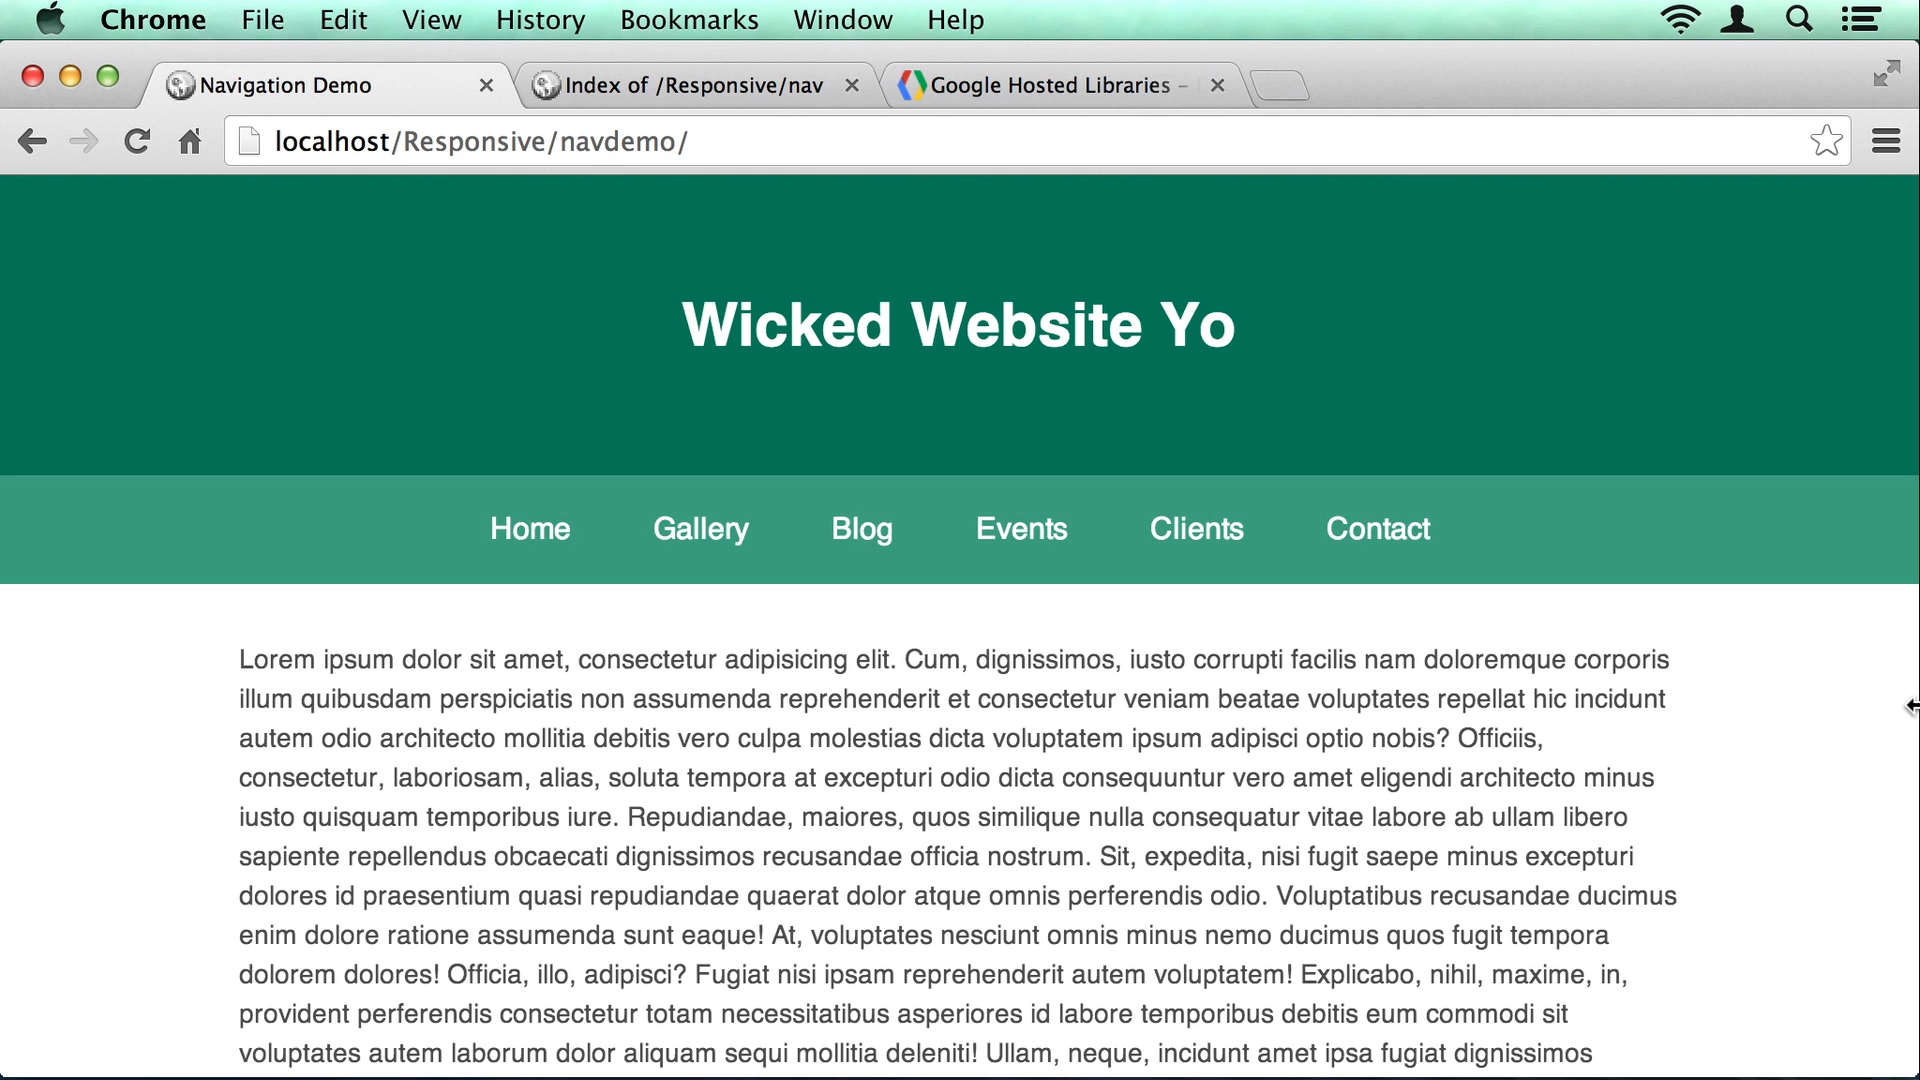 Chrome File Edit View History Bookmarks Window Help
Navigation Demo Index of /Responsive/nav Google Hosted Libraries –
localhost/Responsive/navdemo/
Wicked Website Yo
Home Gallery Blog Events Clients Contact
Lorem ipsum dolor sit amet, consectetur adipisicing elit. Cum, dignissimos, iusto corrupti facilis nam doloremque corporis
illum quibusdam perspiciatis non assumenda reprehenderit et consectetur veniam beatae voluptates repellat hic incidunt
autem odio architecto mollitia debitis vero culpa molestias dicta voluptatem ipsum adipisci optio nobis? Officiis,
consectetur, laboriosam, alias, soluta tempora at excepturi odio dicta consequuntur vero amet eligendi architecto minus
iusto quisquam temporibus iure. Repudiandae, maiores, quos similique nulla consequatur vitae labore ab ullam libero
sapiente repellendus obcaecati dignissimos recusandae officia nostrum. Sit, expedita, nisi fugit saepe minus excepturi
dolores id praesentium quasi repudiandae quaerat dolor atque omnis perferendis odio. Voluptatibus recusandae ducimus
enim dolore ratione assumenda sunt eaque! At, voluptates nesciunt omnis minus nemo ducimus quos fugit tempora
dolorem dolores! Officia, illo, adipisci? Fugiat nisi ipsam reprehenderit autem voluptatem! Explicabo, nihil, maxime, in,
provident perferendis consectetur totam necessitatibus asperiores id labore temporibus debitis eum commodi sit
voluptates autem laborum dolor aliquam sequi mollitia deleniti! Ullam, neque, incidunt amet ipsa fugiat dignissimos